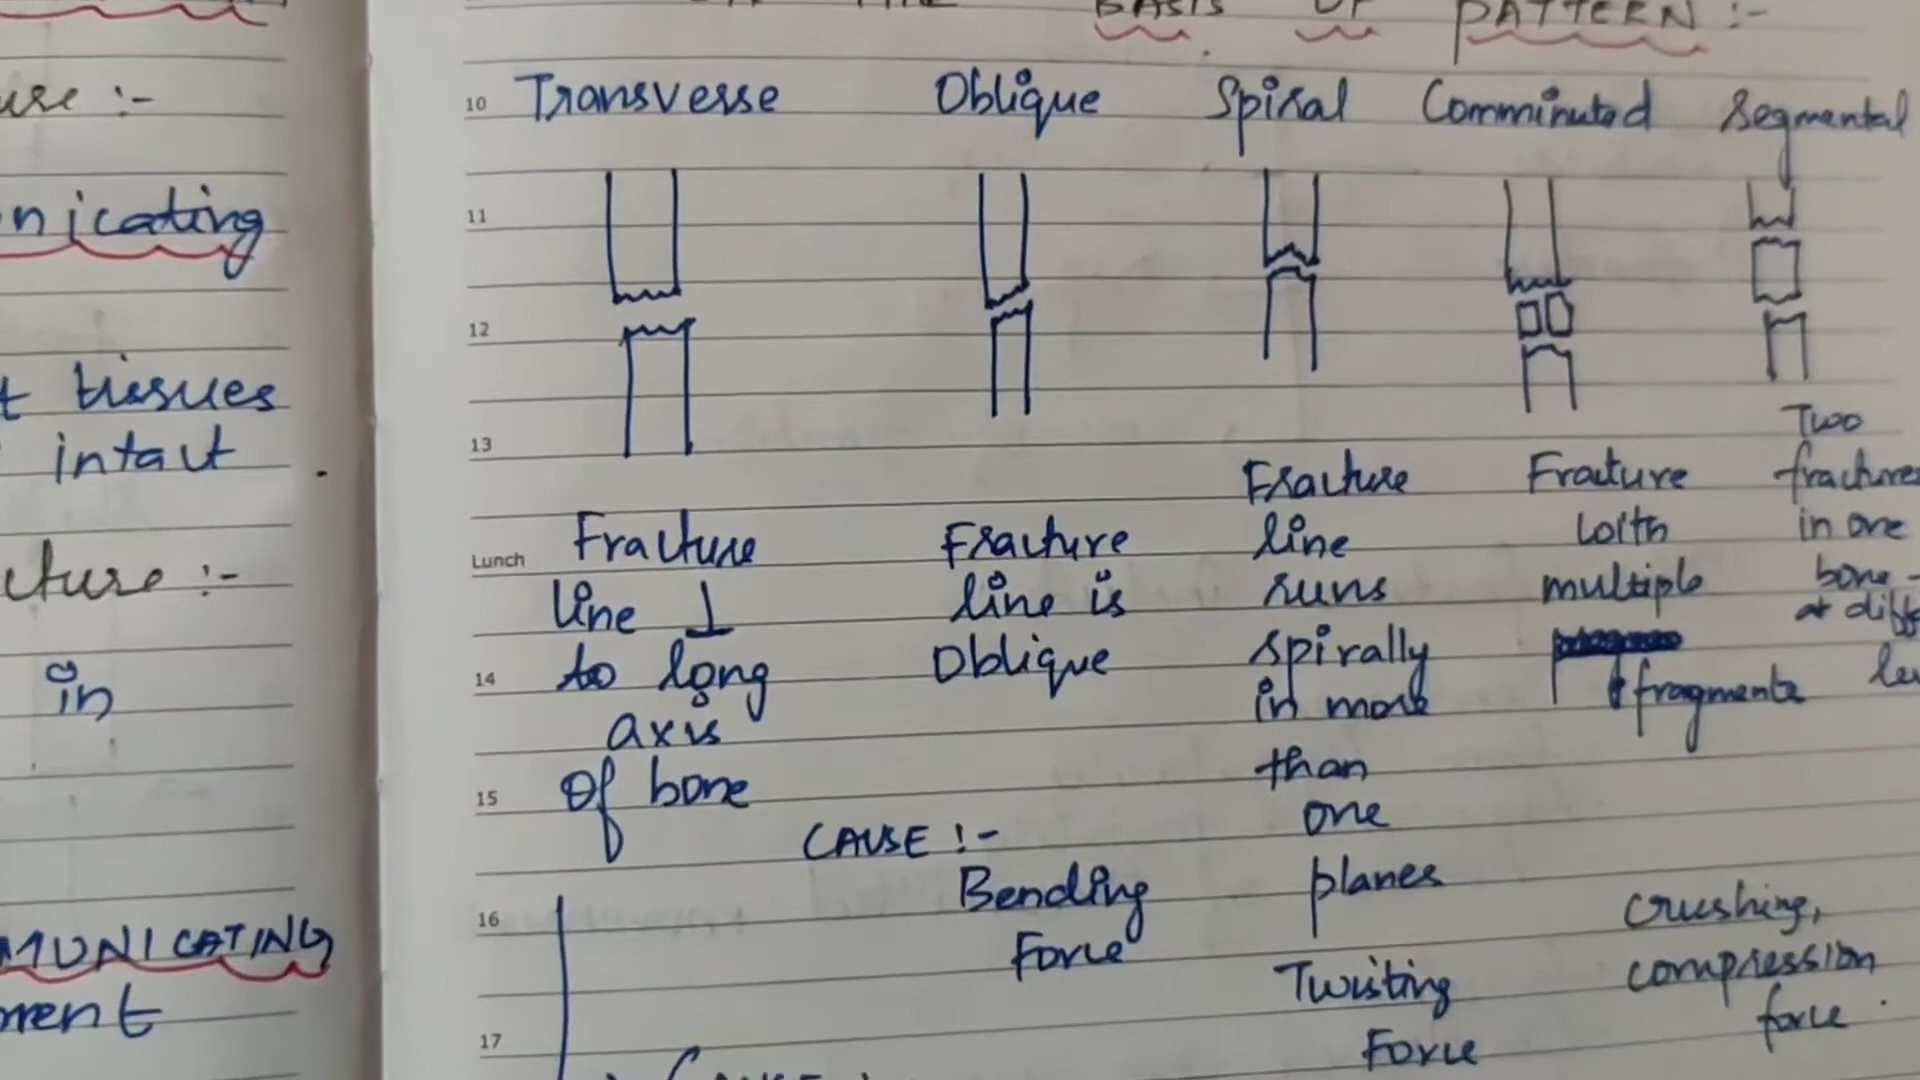 BASIS OF PATTERN :-
Transverse Oblique Spiral Comminuted Segmental
Fracture
line ⊥
to long
axis
of bone
Fracture
line is
Oblique
Fracture
line
runs
spirally
in more
than
one
planes
Fracture
with
multiple
fragments
Two
fractures
in one
bone -
at diff
lev
CAUSE :-
Bending
Force
Twisting
Force
crushing,
compression
force.
10
11
12
13
Lunch
14
15
16
17
ure :-
nicating
t tissues
intact
cture :-
in
MUNICATING
ment